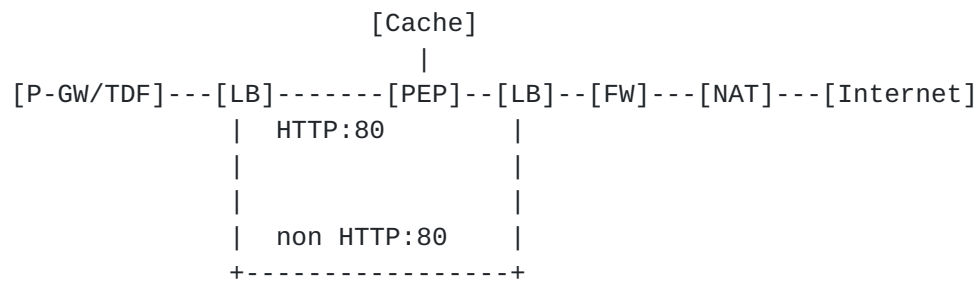 [Cache]
[P-GW/TDF]---[LB]-------[PEP]--[LB]--[FW]---[NAT]---[Internet]
HTTP:80
non HTTP:80